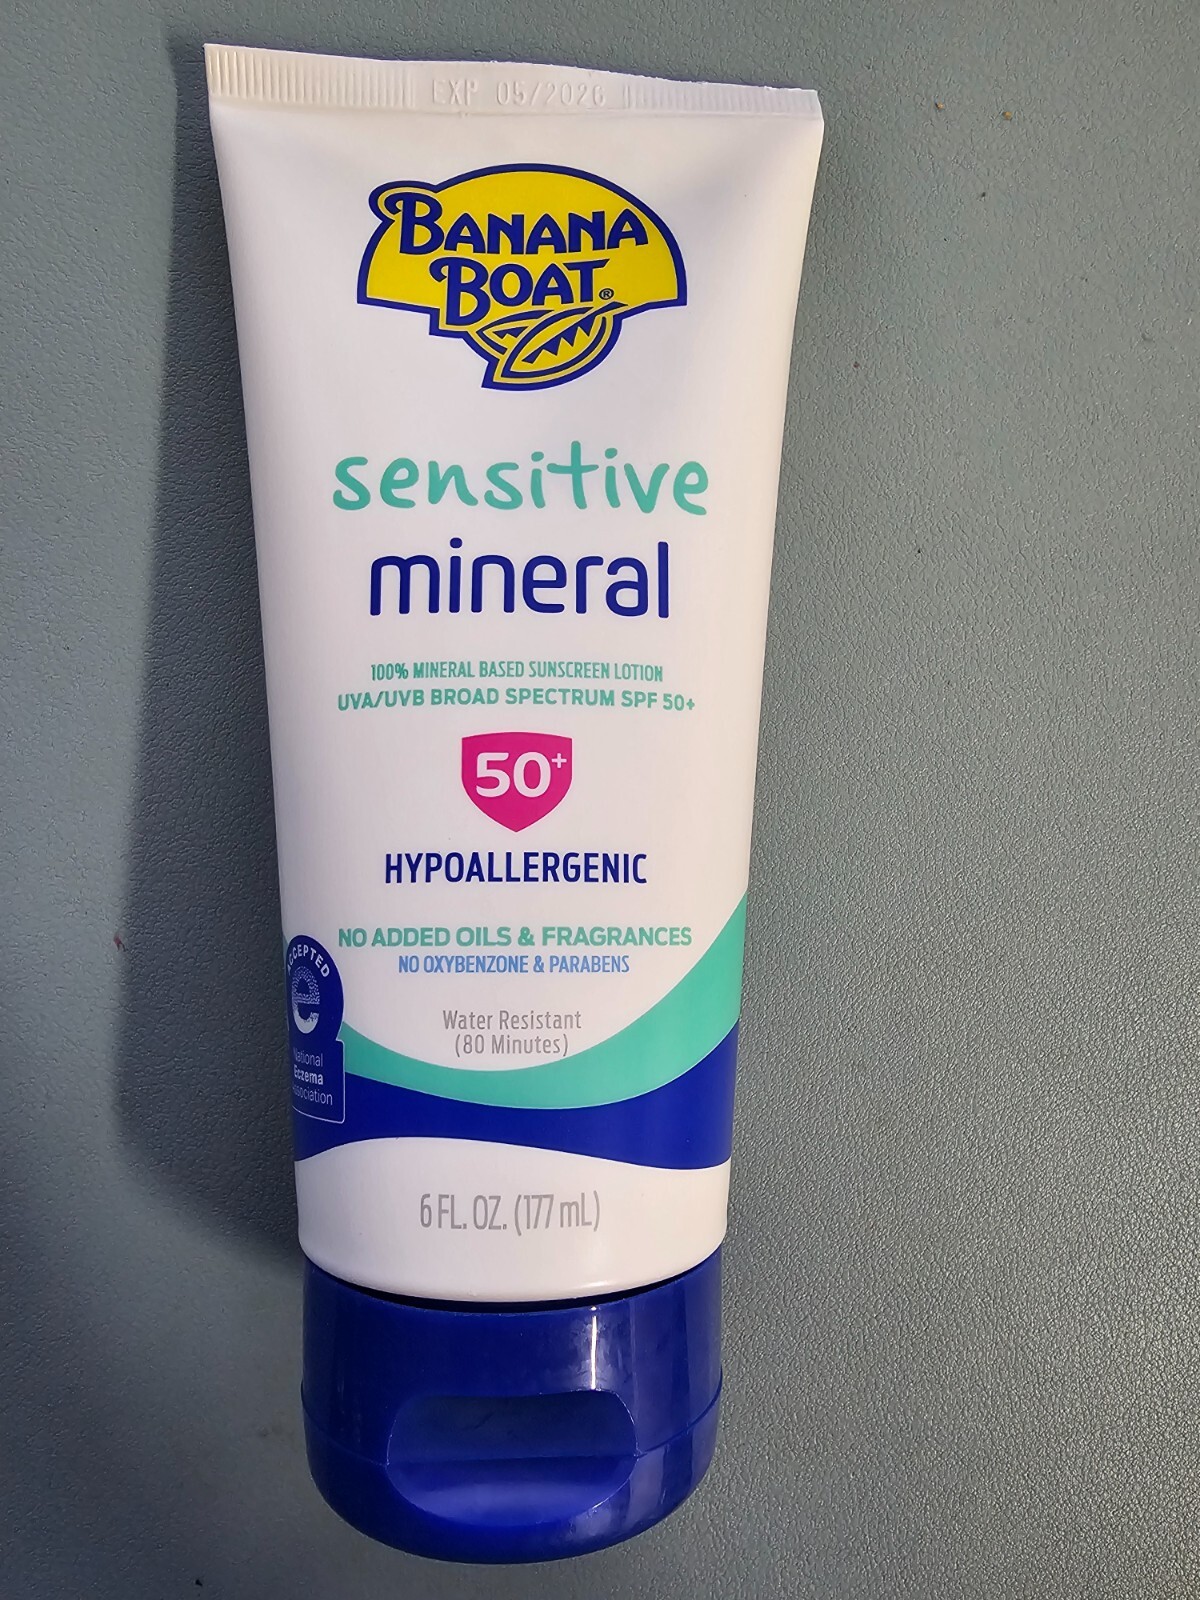 EXP 05/2026
BANANA
BOAT®
sensitive
mineral
100% MINERAL BASED SUNSCREEN LOTION
UVA/UVB BROAD SPECTRUM SPF 50+
50+
HYPOALLERGENIC
NO ADDED OILS & FRAGRANCES
NO OXYBENZONE & PARABENS
Water Resistant
(80 Minutes)
ACCEPTED
e
National
Eczema
Association
6 FL. OZ. (177 mL)